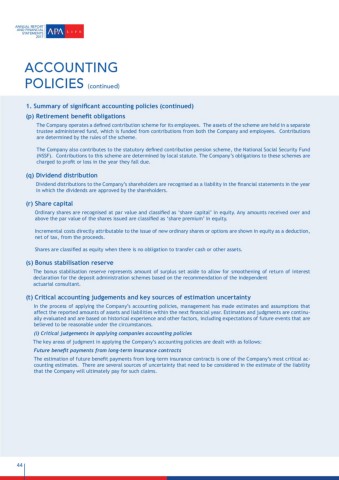 ANNUAL REPORT
AND FINANCIAL
STATEMENTS
2017
APA LIFE
ACCOUNTING
POLICIES (continued)
1. Summary of significant accounting policies (continued)
(p) Retirement benefit obligations
The Company operates a defined contribution scheme for its employees. The assets of the scheme are held in a separate
trustee administered fund, which is funded from contributions from both the Company and employees. Contributions
are determined by the rules of the scheme.
The Company also contributes to the statutory defined contribution pension scheme, the National Social Security Fund
(NSSF). Contributions to this scheme are determined by local statute. The Company's obligations to these schemes are
charged to profit or loss in the year they fall due.
(q) Dividend distribution
Dividend distributions to the Company's shareholders are recognised as a liability in the financial statements in the year
in which the dividends are approved by the shareholders.
(r) Share capital
Ordinary shares are recognised at par value and classified as 'share capital' in equity. Any amounts received over and
above the par value of the shares issued are classified as 'share premium' in equity.
Incremental costs directly attributable to the issue of new ordinary shares or options are shown in equity as a deduction,
net of tax, from the proceeds.
Shares are classified as equity when there is no obligation to transfer cash or other assets.
(s) Bonus stabilisation reserve
The bonus stabilisation reserve represents amount of surplus set aside to allow for smoothening of return of interest
declaration for the deposit administration schemes based on the recommendation of the independent
actuarial consultant.
(t) Critical accounting judgements and key sources of estimation uncertainty
In the process of applying the Company's accounting policies, management has made estimates and assumptions that
affect the reported amounts of assets and liabilities within the next financial year. Estimates and judgments are continu-
ally evaluated and are based on historical experience and other factors, including expectations of future events that are
believed to be reasonable under the circumstances.
(i) Critical judgements in applying companies accounting policies
The key areas of judgment in applying the Company's accounting policies are dealt with as follows:
Future benefit payments from long-term insurance contracts
The estimation of future benefit payments from long-term insurance contracts is one of the Company's most critical ac-
counting estimates. There are several sources of uncertainty that need to be considered in the estimate of the liability
that the Company will ultimately pay for such claims.
44